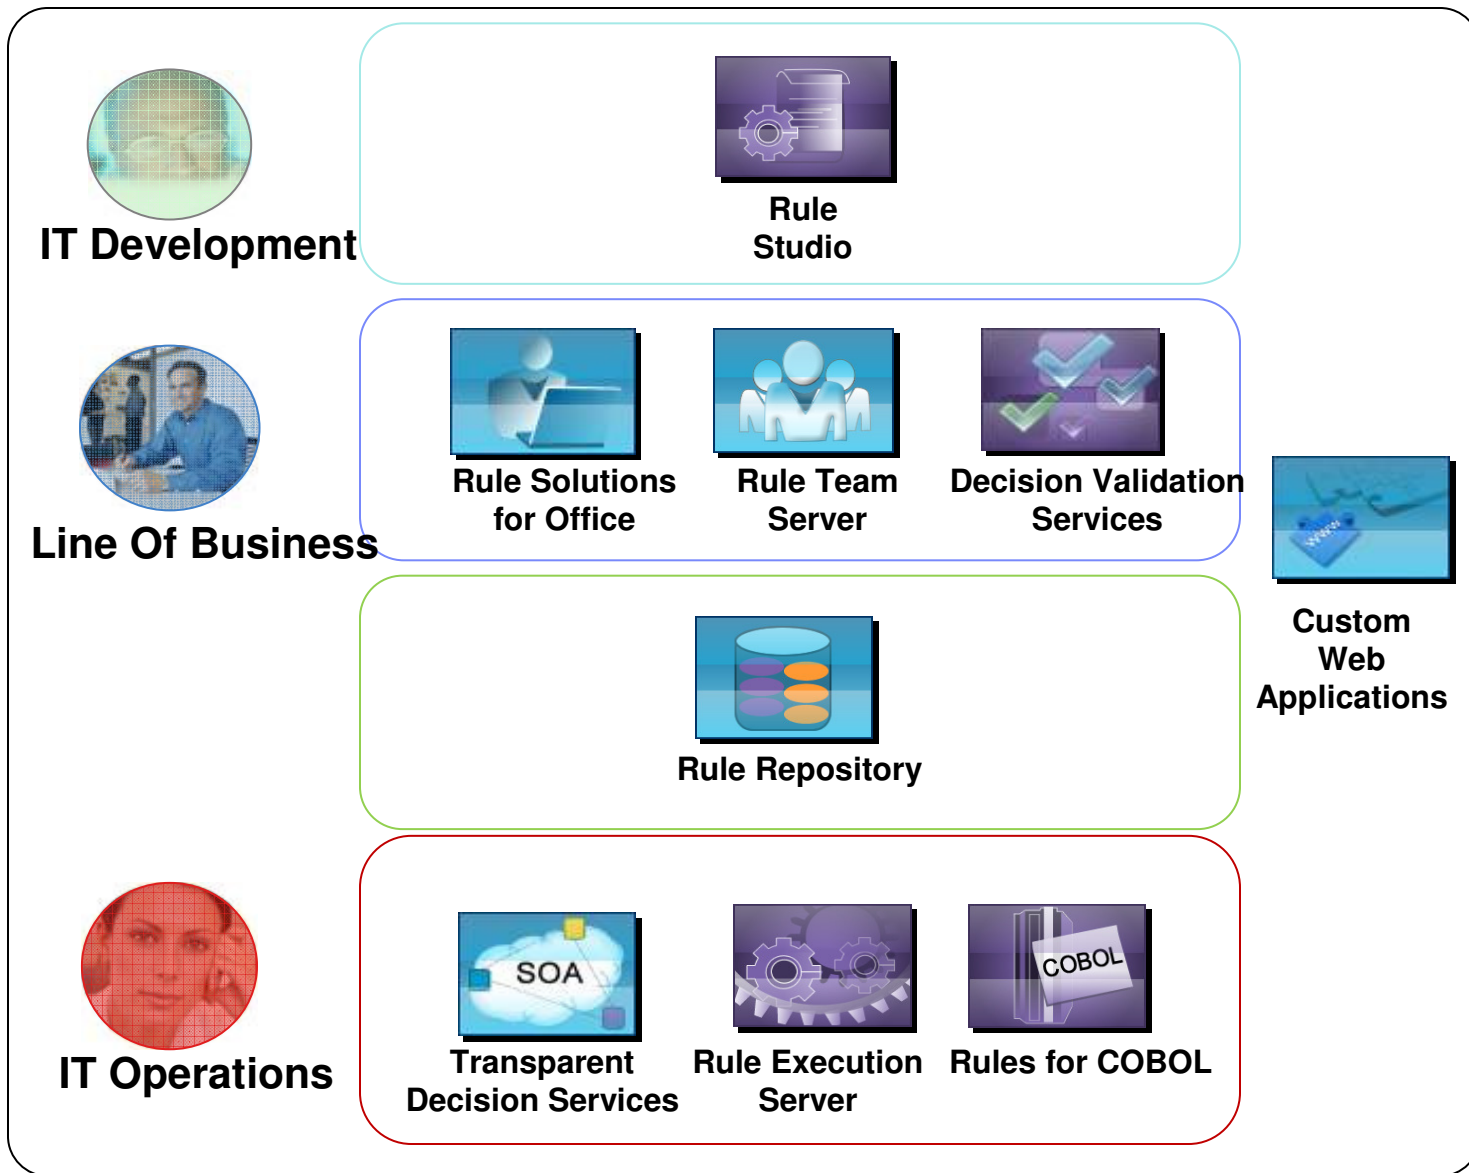 IT Development
Rule
Studio
Line Of Business
Rule Solutions
for Office
Rule Team
Server
Decision Validation
Services
www
Custom
Web
Applications
Rule Repository
IT Operations
SOA
Transparent
Decision Services
Rule Execution
Server
COBOL
Rules for COBOL